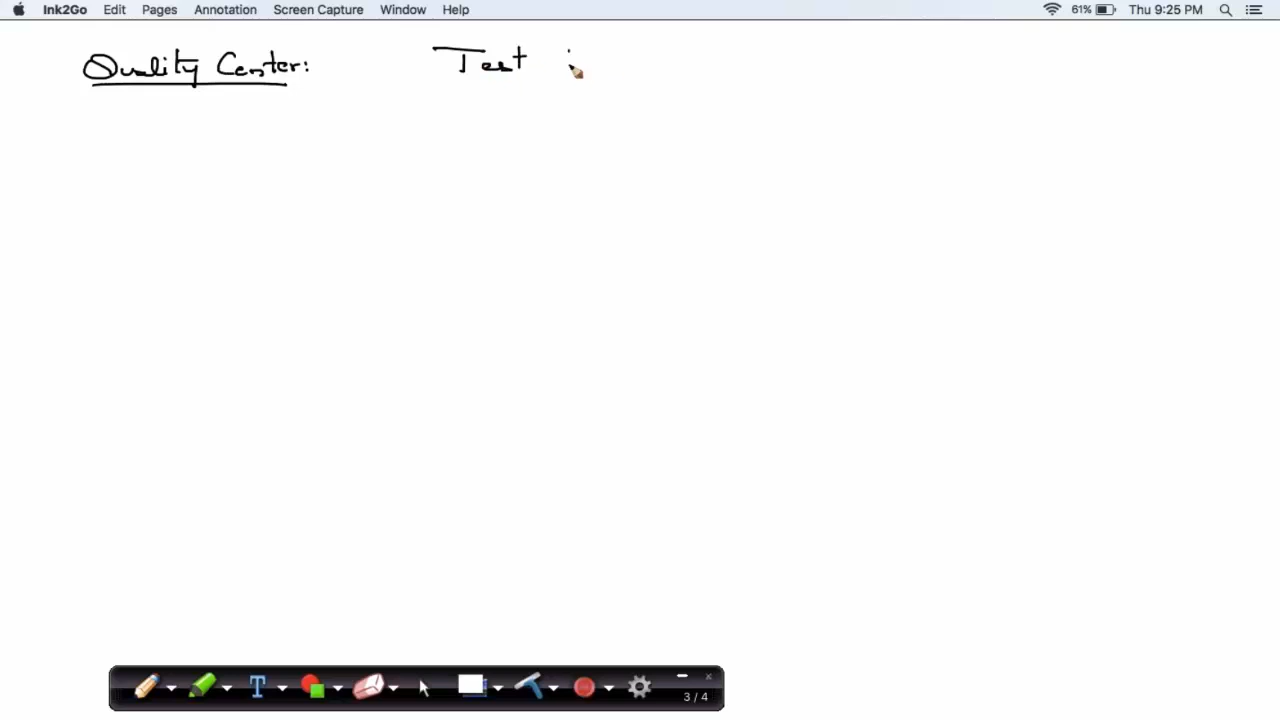 Ink2Go Edit Pages Annotation Screen Capture Window Help 61% Thu 9:25 PM
Quality Center: Test
T
3 / 4